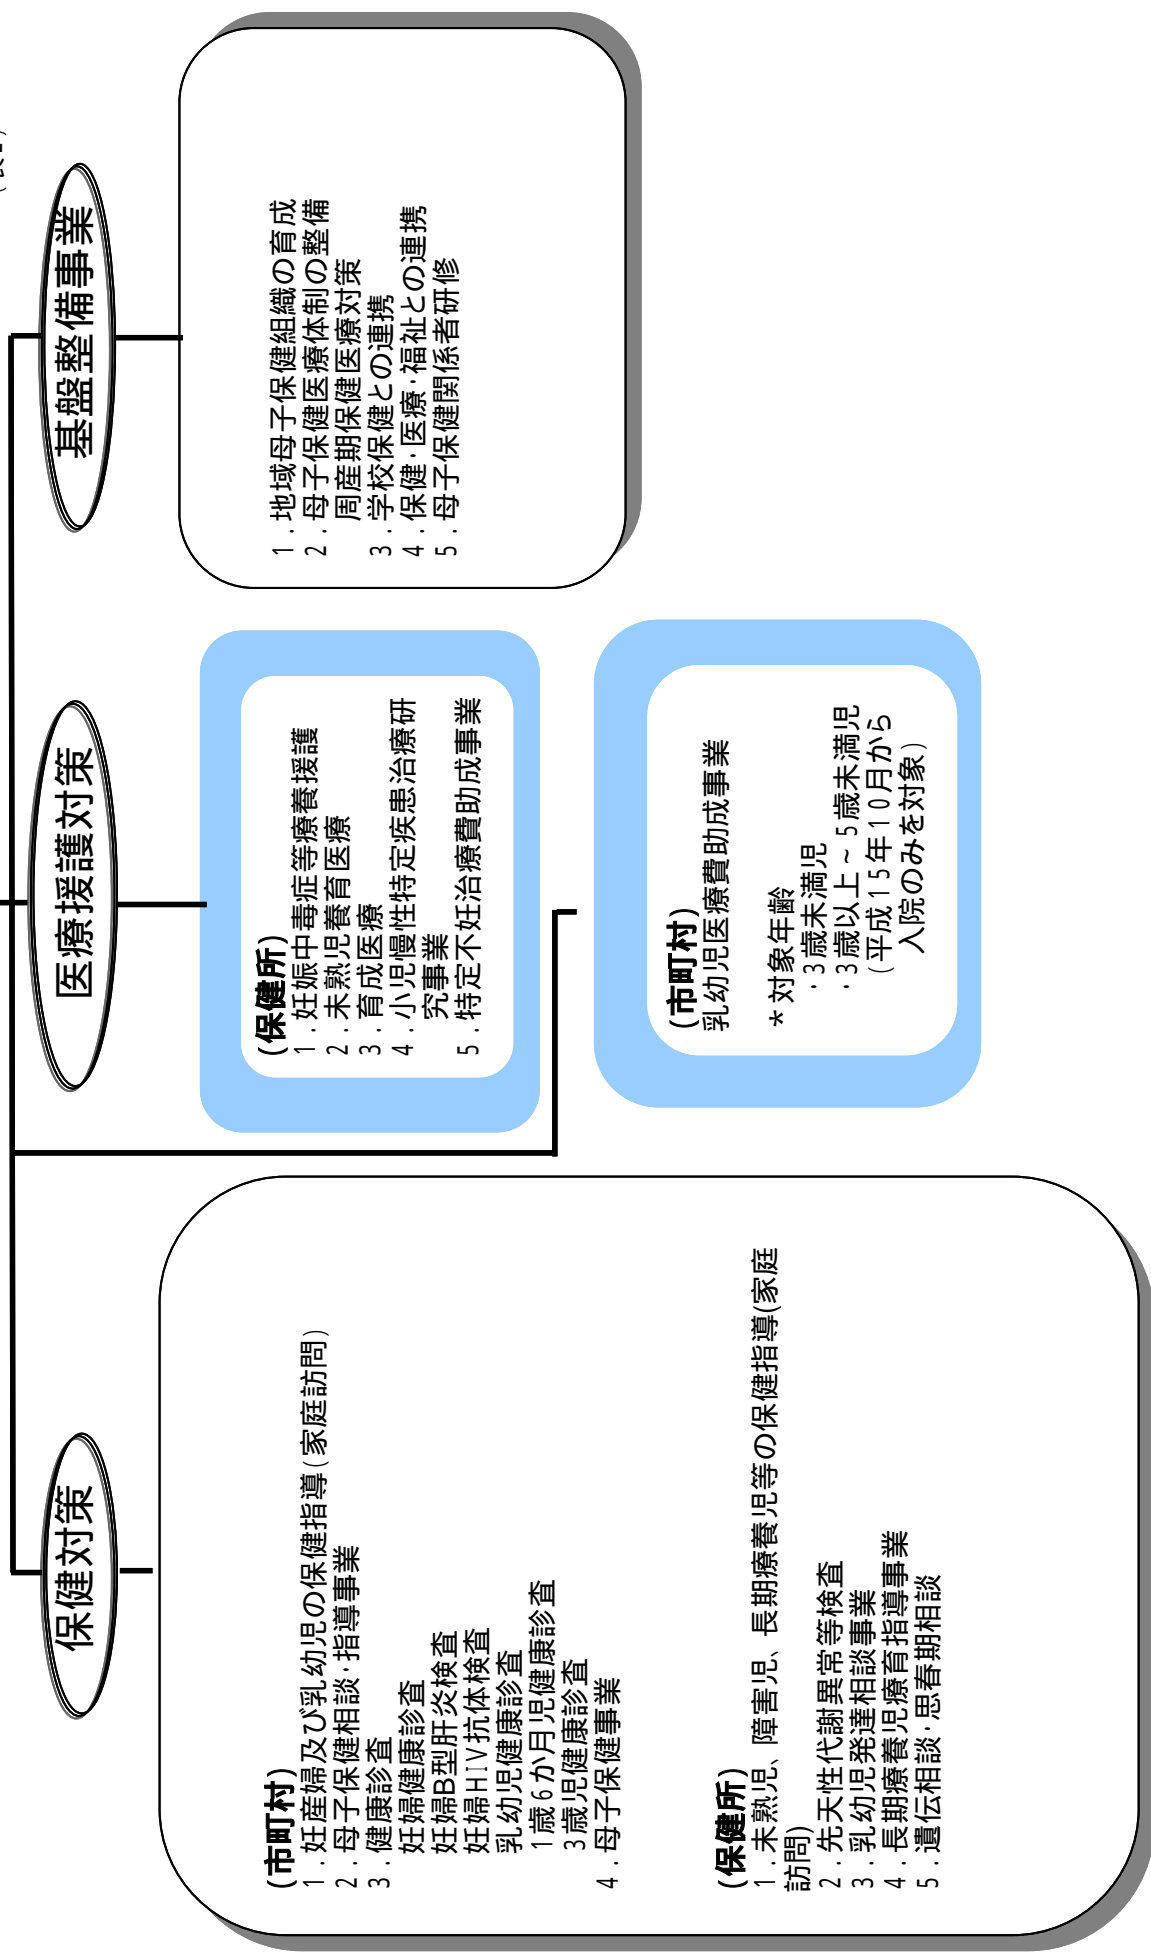 保健対策
(市町村)
1．妊産婦及び乳幼児の保健指導(家庭訪問)
2．母子保健相談・指導事業
3．健康診査
妊婦健康診査
妊婦B型肝炎検査
妊婦HIV抗体検査
乳幼児健康診査
1歳6か月児健康診査
3歳児健康診査
4．母子保健事業
(保健所)
1．未熟児、障害児、長期療養児等の保健指導(家庭
訪問)
2．先天性代謝異常等検査
3．乳幼児発達相談事業
4．長期療養児療育指導事業
5．遺伝相談・思春期相談
医療援護対策
(保健所)
1．妊娠中毒症等療養援護
2．未熟児養育医療
3．育成医療
4．小児慢性特定疾患治療研
究事業
5．特定不妊治療費助成事業
(市町村)
乳幼児医療費助成事業
＊対象年齢
・3歳未満児
・3歳以上～5歳未満児
(平成15年10月から
入院のみを対象)
基盤整備事業
1．地域母子保健組織の育成
2．母子保健医療体制の整備
周産期保健医療対策
3．学校保健との連携
4．保健・医療・福祉との連携
5．母子保健関係者研修